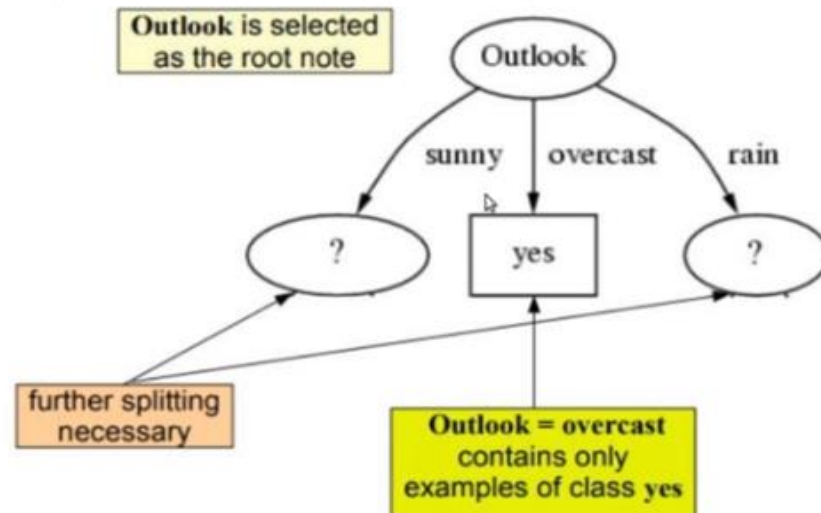 Outlook is selected
as the root note
Outlook
sunny
overcast
rain
?
yes
?
further splitting
necessary
Outlook = overcast
contains only
examples of class yes